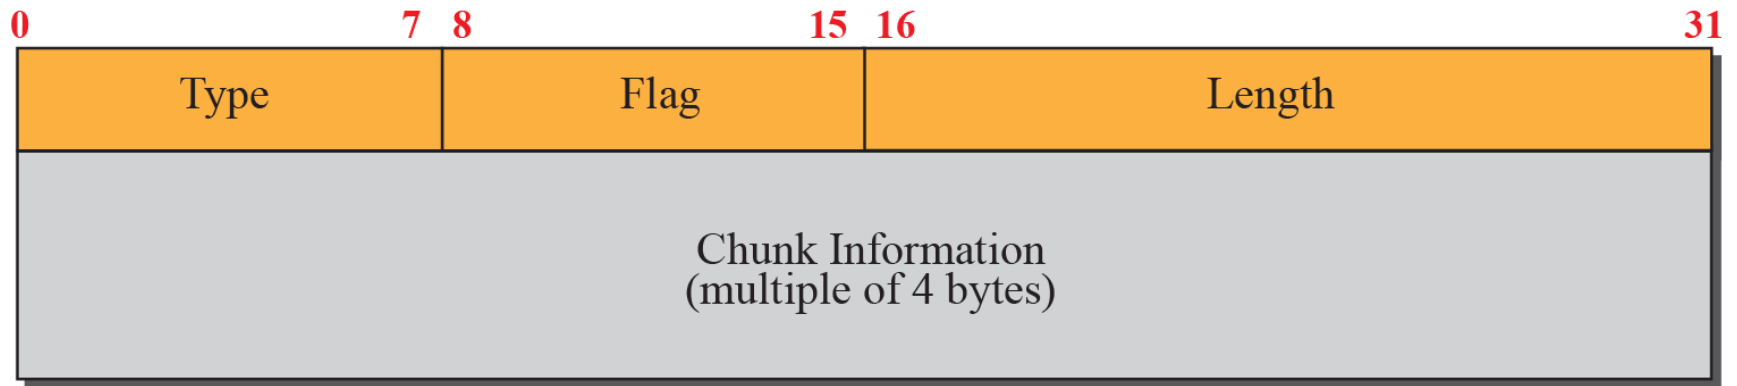 0 7 8 15 16 31
Type Flag Length
Chunk Information
(multiple of 4 bytes)